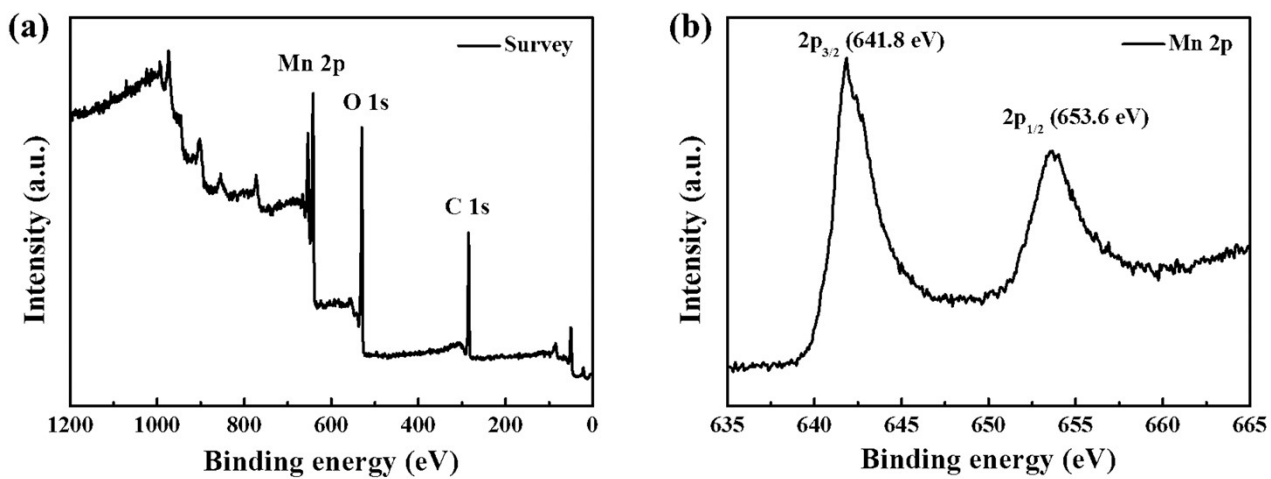 (a)
Survey
Mn 2p
O 1s
C 1s
Intensity (a.u.)
1200 1000 800 600 400 200 0
Binding energy (eV)
(b)
2p3/2 (641.8 eV)
Mn 2p
2p1/2 (653.6 eV)
Intensity (a.u.)
635 640 645 650 655 660 665
Binding energy (eV)